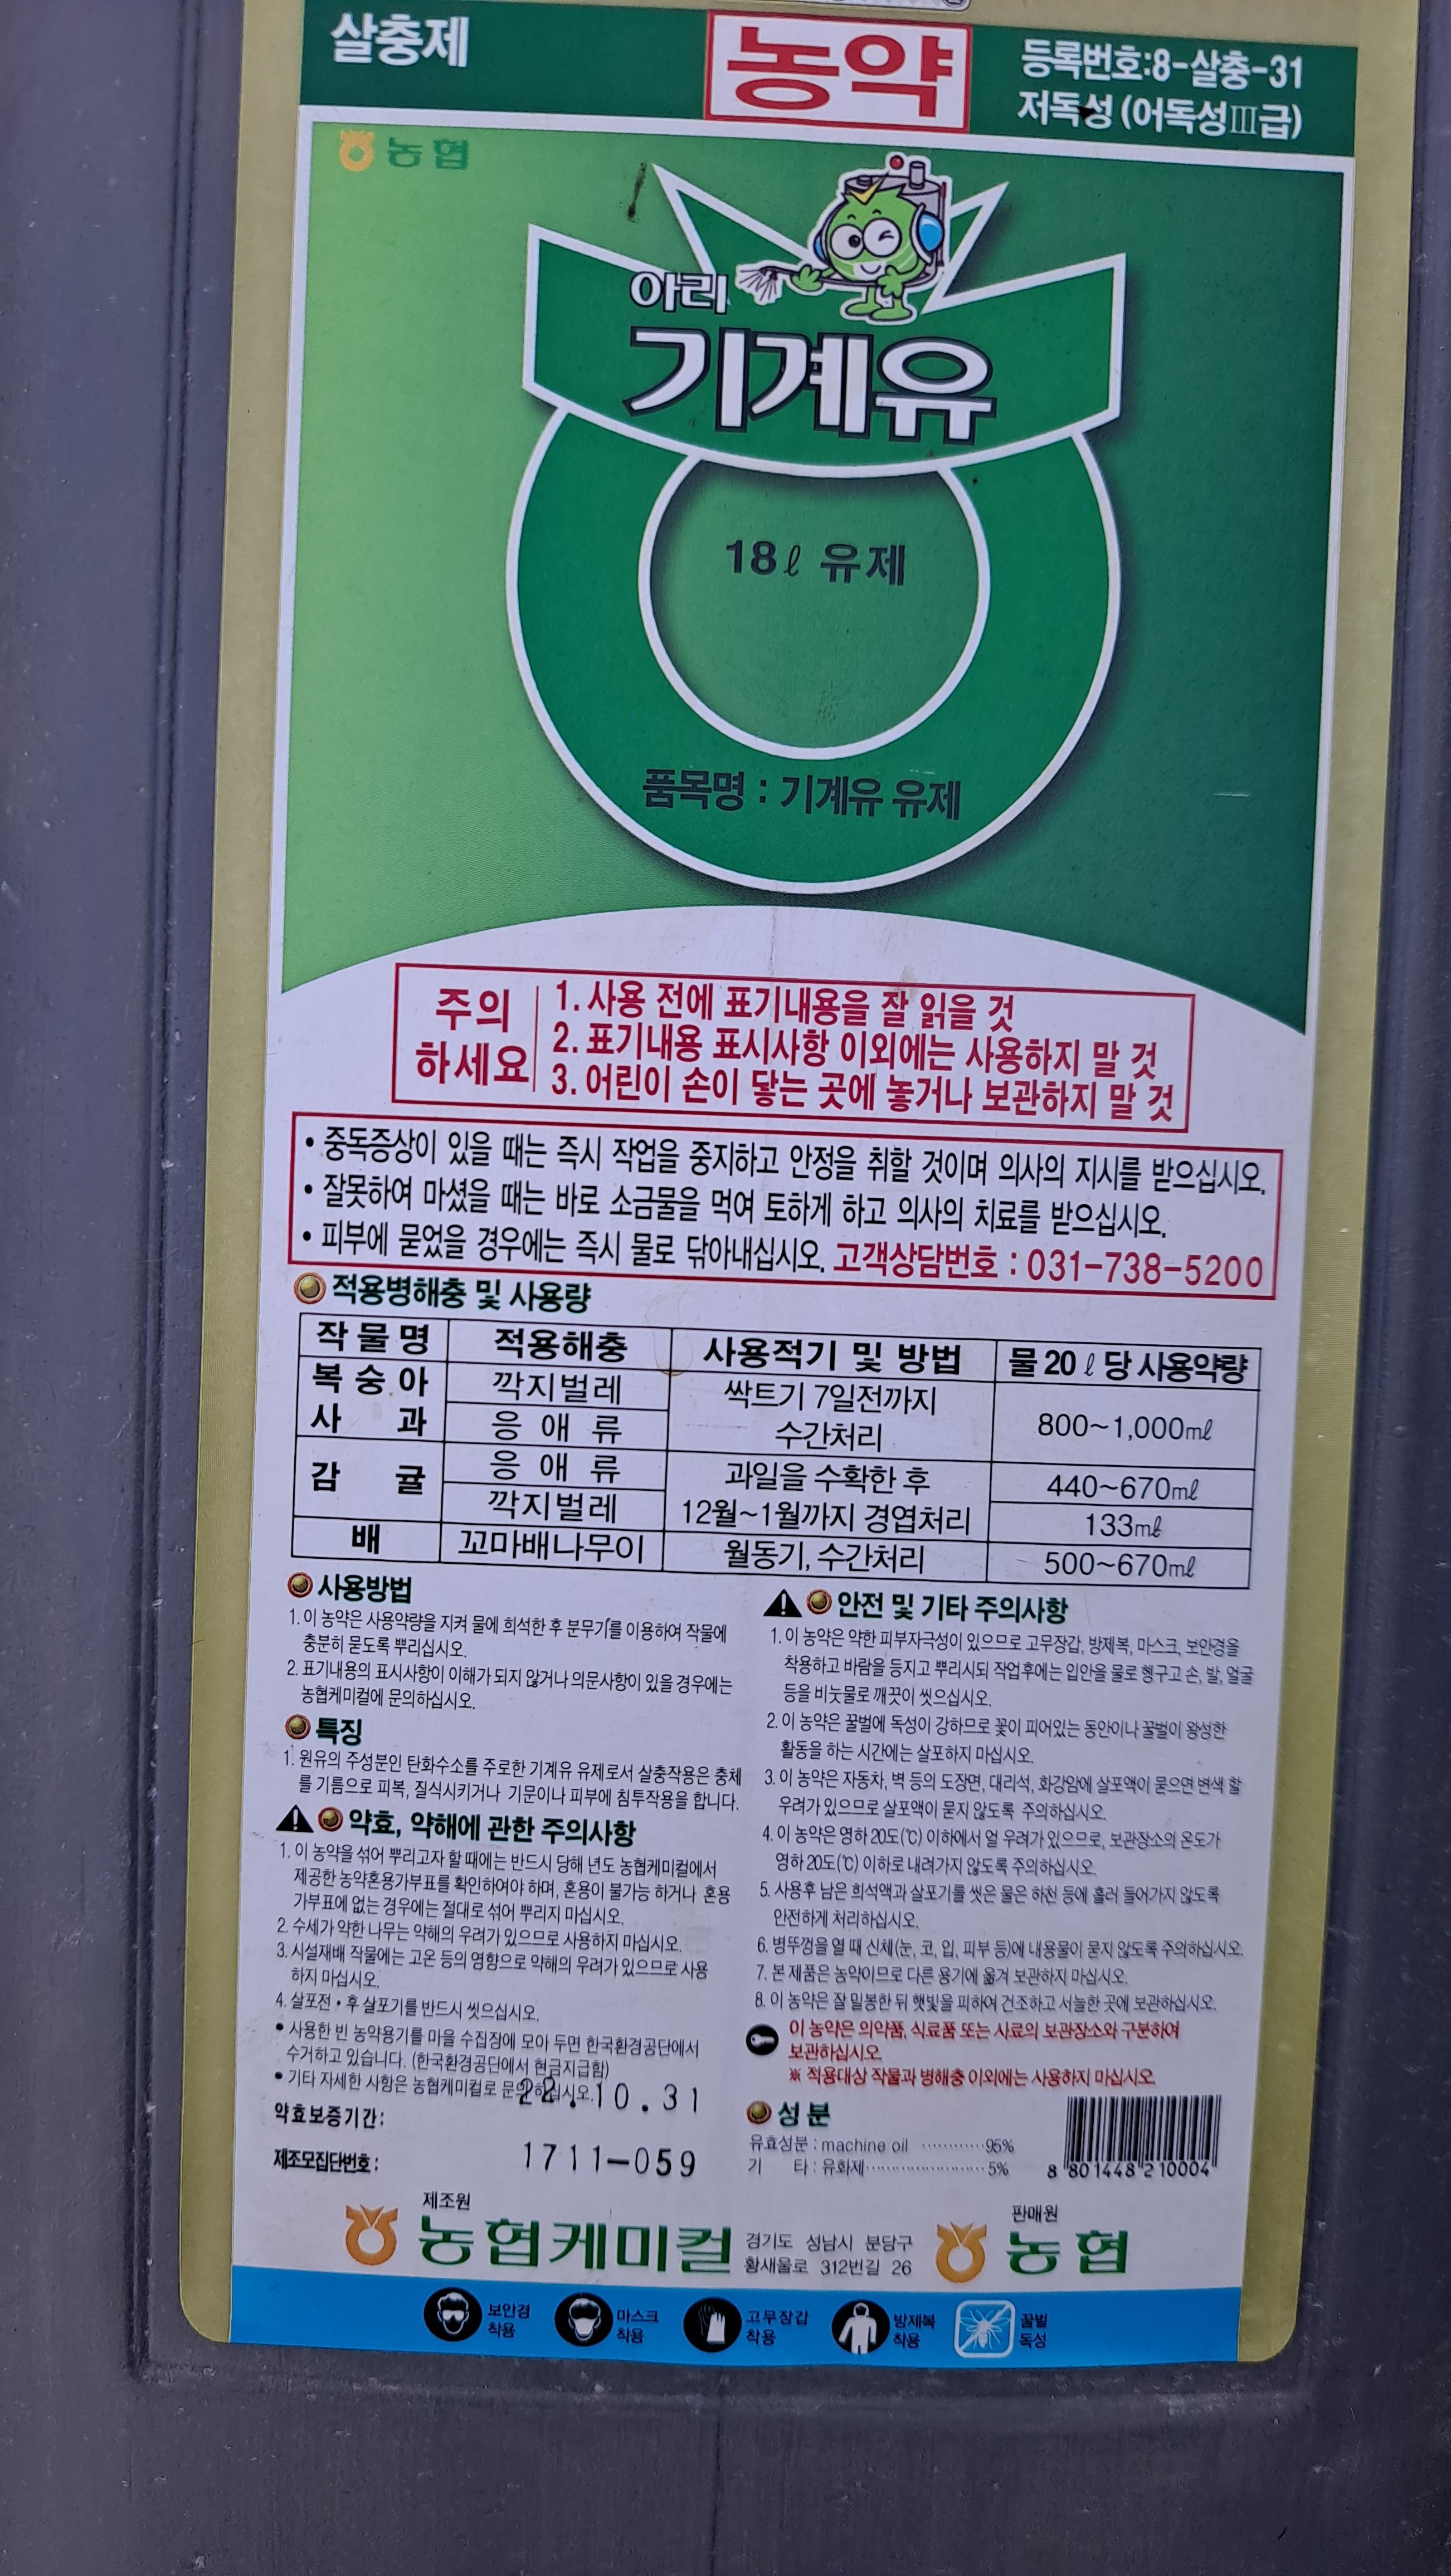 살충제
농약
등록번호:8-살충-31
저독성 (어독성Ⅲ급)
농협
아리
기계유
18ℓ 유제
품목명 : 기계유 유제
주의
하세요
1. 사용 전에 표기내용을 잘 읽을 것
2. 표기내용 표시사항 이외에는 사용하지 말 것
3. 어린이 손이 닿는 곳에 놓거나 보관하지 말 것
• 중독증상이 있을 때는 즉시 작업을 중지하고 안정을 취할 것이며 의사의 지시를 받으십시오.
• 잘못하여 마셨을 때는 바로 소금물을 먹여 토하게 하고 의사의 치료를 받으십시오.
• 피부에 묻었을 경우에는 즉시 물로 닦아내십시오. 고객상담번호 : 031-738-5200
적용병해충 및 사용량
작물명 적용해충 사용적기 및 방법 물 20ℓ당 사용약량
복숭아 깍지벌레 싹트기 7일전까지
사 과 응애류 수간처리 800~1,000㎖
감 귤 응애류 과일을 수확한 후 440~670㎖
깍지벌레 12월~1월까지 경엽처리 133㎖
배 꼬마배나무이 월동기, 수간처리 500~670㎖
사용방법
1. 이 농약은 사용약량을 지켜 물에 희석한 후 분무기를 이용하여 작물에
충분히 묻도록 뿌리십시오.
2. 표기내용의 표시사항이 이해가 되지 않거나 의문사항이 있을 경우에는
농협케미컬에 문의하십시오.
특징
1. 원유의 주성분인 탄화수소를 주로한 기계유 유제로서 살충작용은 충체
를 기름으로 피복, 질식시키거나 기문이나 피부에 침투작용을 합니다.
약효, 약해에 관한 주의사항
1. 이 농약을 섞어 뿌리고자 할 때에는 반드시 당해 년도 농협케미컬에서
제공한 농약혼용가부표를 확인하여야 하며, 혼용이 불가능 하거나 혼용
가부표에 없는 경우에는 절대로 섞어 뿌리지 마십시오.
2. 수세가 약한 나무는 약해의 우려가 있으므로 사용하지 마십시오.
3. 시설재배 작물에는 고온 등의 영향으로 약해의 우려가 있으므로 사용
하지 마십시오.
4. 살포전·후 살포기를 반드시 씻으십시오.
• 사용한 빈 농약용기를 마을 수집장에 모아 두면 한국환경공단에서
수거하고 있습니다. (한국환경공단에서 현금지급함)
• 기타 자세한 사항은 농협케미컬로 문의하십시오.
약효보증기간: 22.10.31
제조모집단번호: 1711-059
안전 및 기타 주의사항
1. 이 농약은 약한 피부자극성이 있으므로 고무장갑, 방제복, 마스크, 보안경을
착용하고 바람을 등지고 뿌리시되 작업후에는 입안을 물로 헹구고 손, 발, 얼굴
등을 비눗물로 깨끗이 씻으십시오.
2. 이 농약은 꿀벌에 독성이 강하므로 꽃이 피어있는 동안이나 꿀벌이 왕성한
활동을 하는 시간에는 살포하지 마십시오.
3. 이 농약은 자동차, 벽 등의 도장면, 대리석, 화강암에 살포액이 묻으면 변색 할
우려가 있으므로 살포액이 묻지 않도록 주의하십시오.
4. 이 농약은 영하 20도(℃) 이하에서 얼 우려가 있으므로, 보관장소의 온도가
영하 20도(℃) 이하로 내려가지 않도록 주의하십시오.
5. 사용후 남은 희석액과 살포기를 씻은 물은 하천 등에 흘러 들어가지 않도록
안전하게 처리하십시오.
6. 병뚜껑을 열 때 신체(눈, 코, 입, 피부 등)에 내용물이 묻지 않도록 주의하십시오.
7. 본 제품은 농약이므로 다른 용기에 옮겨 보관하지 마십시오.
8. 이 농약은 잘 밀봉한 뒤 햇빛을 피하여 건조하고 서늘한 곳에 보관하십시오.
이 농약은 의약품, 식료품 또는 사료의 보관장소와 구분하여
보관하십시오.
※ 적용대상 작물과 병해충 이외에는 사용하지 마십시오.
성분
유효성분 : machine oil ············95%
기 타 : 유화제························5%
8 801448 210004
제조원
농협케미컬
경기도 성남시 분당구
황새울로 312번길 26
판매원
농협
보안경
착용
마스크
착용
고무장갑
착용
방제복
착용
꿀벌
독성